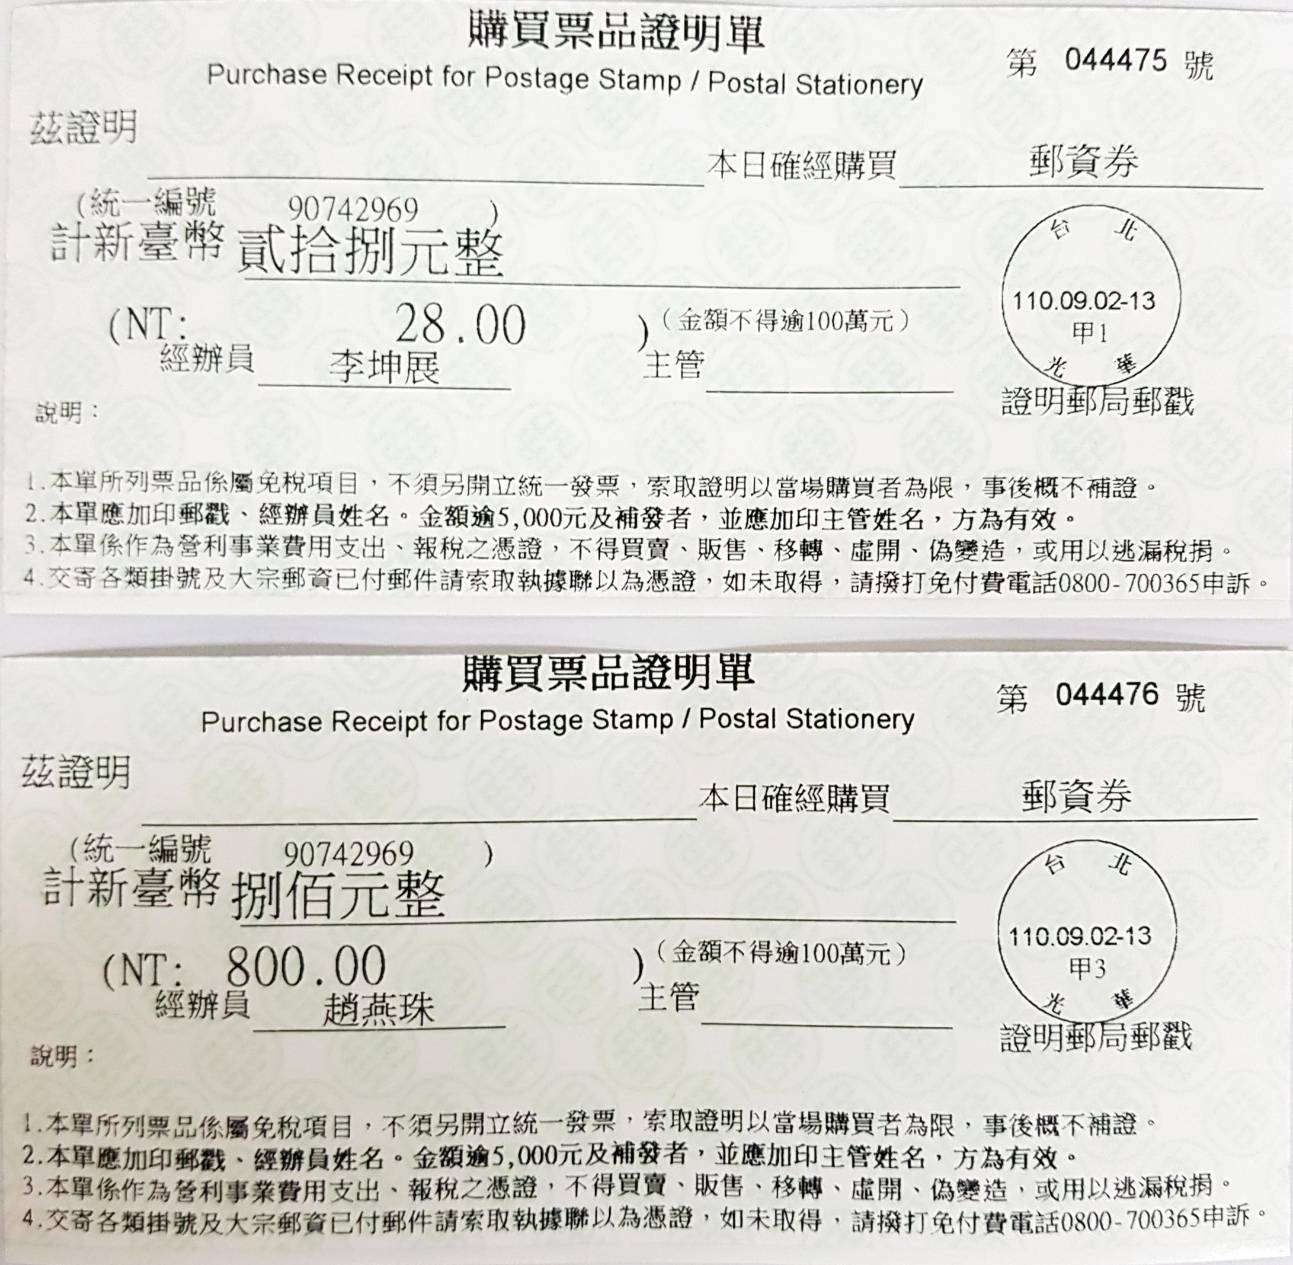 購買票品證明單
Purchase Receipt for Postage Stamp / Postal Stationery
第 044475 號
茲證明
本日確經購買 郵資券
(統一編號 90742969 )
計新臺幣 貳拾捌元整
(NT: 28.00 ) (金額不得逾100萬元)
經辦員 李坤展 主管
台北
110.09.02-13
甲1
光華
證明郵局郵戳
說明:
1.本單所列票品係屬免稅項目,不須另開立統一發票,索取證明以當場購買者為限,事後概不補證。
2.本單應加印郵戳、經辦員姓名。金額逾5,000元及補發者,並應加印主管姓名,方為有效。
3.本單係作為營利事業費用支出、報稅之憑證,不得買賣、販售、移轉、虛開、偽變造,或用以逃漏稅捐。
4.交寄各類掛號及大宗郵資已付郵件請索取執據聯以為憑證,如未取得,請撥打免付費電話0800-700365申訴。
購買票品證明單
Purchase Receipt for Postage Stamp / Postal Stationery
第 044476 號
茲證明
本日確經購買 郵資券
(統一編號 90742969 )
計新臺幣 捌佰元整
(NT: 800.00 ) (金額不得逾100萬元)
經辦員 趙燕珠 主管
台北
110.09.02-13
甲3
光華
證明郵局郵戳
說明:
1.本單所列票品係屬免稅項目,不須另開立統一發票,索取證明以當場購買者為限,事後概不補證。
2.本單應加印郵戳、經辦員姓名。金額逾5,000元及補發者,並應加印主管姓名,方為有效。
3.本單係作為營利事業費用支出、報稅之憑證,不得買賣、販售、移轉、虛開、偽變造,或用以逃漏稅捐。
4.交寄各類掛號及大宗郵資已付郵件請索取執據聯以為憑證,如未取得,請撥打免付費電話0800-700365申訴。